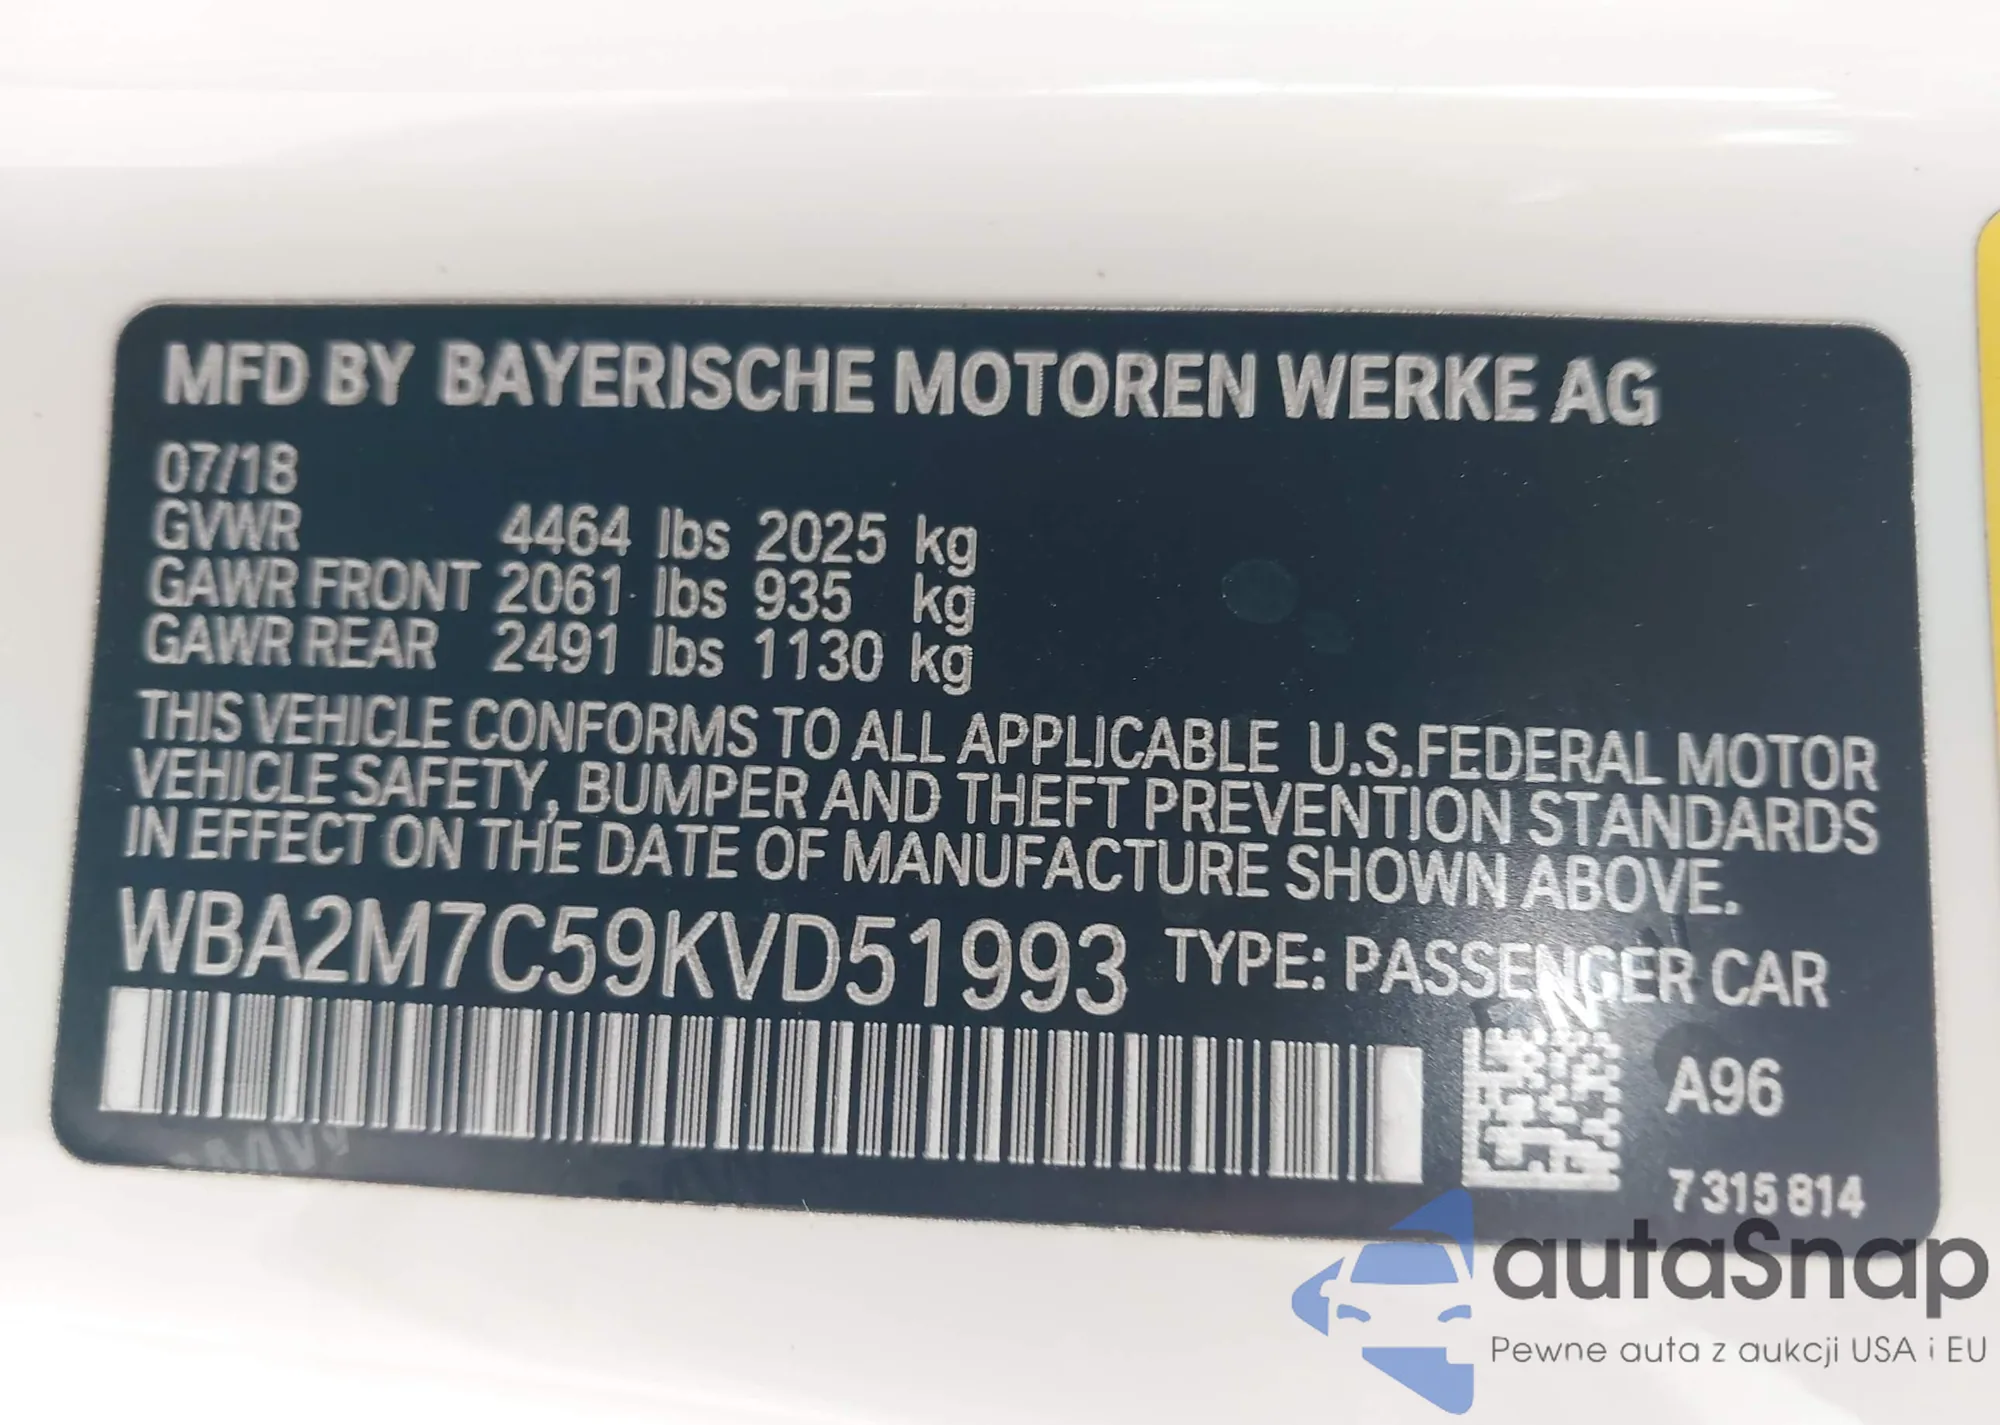 MFD BY BAYERISCHE MOTOREN WERKE AG
07/18
GVWR 4464 lbs 2025 kg
GAWR FRONT 2061 lbs 935 kg
GAWR REAR 2491 lbs 1130 kg
THIS VEHICLE CONFORMS TO ALL APPLICABLE U.S.FEDERAL MOTOR
VEHICLE SAFETY, BUMPER AND THEFT PREVENTION STANDARDS
IN EFFECT ON THE DATE OF MANUFACTURE SHOWN ABOVE.
WBA2M7C59KVD51993 TYPE: PASSENGER CAR
A96
7 315 814
autaSnap
Pewne auta z aukcji USA i EU